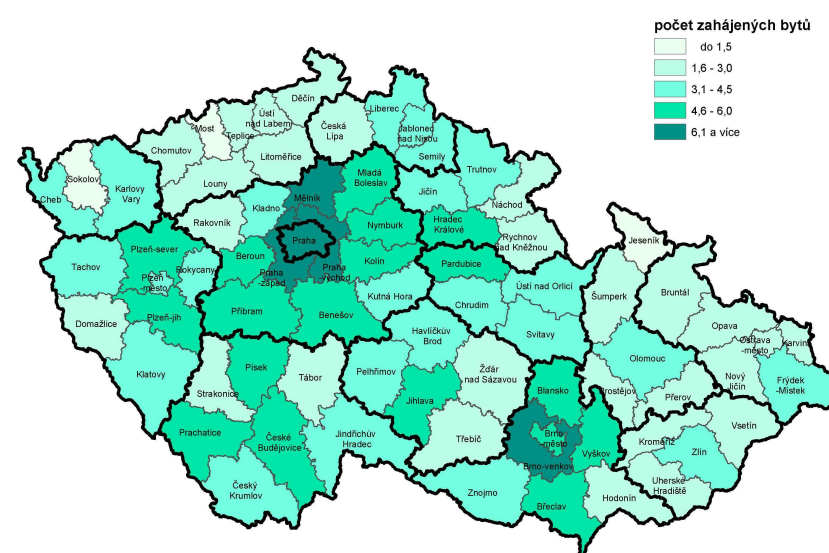 počet zahájených bytů
do 1,5
1,6 - 3,0
3,1 - 4,5
4,6 - 6,0
6,1 a více
Děčín
Liberec
Ústí
nad Labem
Most
Teplice
Česká
Lípa
Jablonec
nad Nisou
Chomutov
Litoměřice
Semily
Trutnov
Sokolov
Karlovy
Vary
Cheb
Louny
Mladá
Boleslav
Jičín
Náchod
Mělník
Kladno
Rakovník
Nymburk
Hradec
Králové
Rychnov
nad Kněžnou
Praha
Jeseník
Plzeň-sever
Beroun
Kolín
Pardubice
Tachov
Rokycany
Praha
-západ
Praha
-východ
Plzeň
-město
Kutná Hora
Ústí nad Orlicí
Šumperk
Bruntál
Příbram
Benešov
Chrudim
Plzeň-jih
Domažlice
Havlíčkův
Brod
Svitavy
Opava
Ostrava
-město
Karviná
Olomouc
Klatovy
Písek
Tábor
Pelhřimov
Žďár
nad Sázavou
Nový
Jičín
Frýdek
-Místek
Strakonice
Jihlava
Blansko
Prostějov
Přerov
Prachatice
České
Budějovice
Jindřichův
Hradec
Třebíč
Brno-
město
Vyškov
Kroměříž
Vsetín
Zlín
Brno-venkov
Český
Krumlov
Znojmo
Břeclav
Hodonín
Uherské
Hradiště